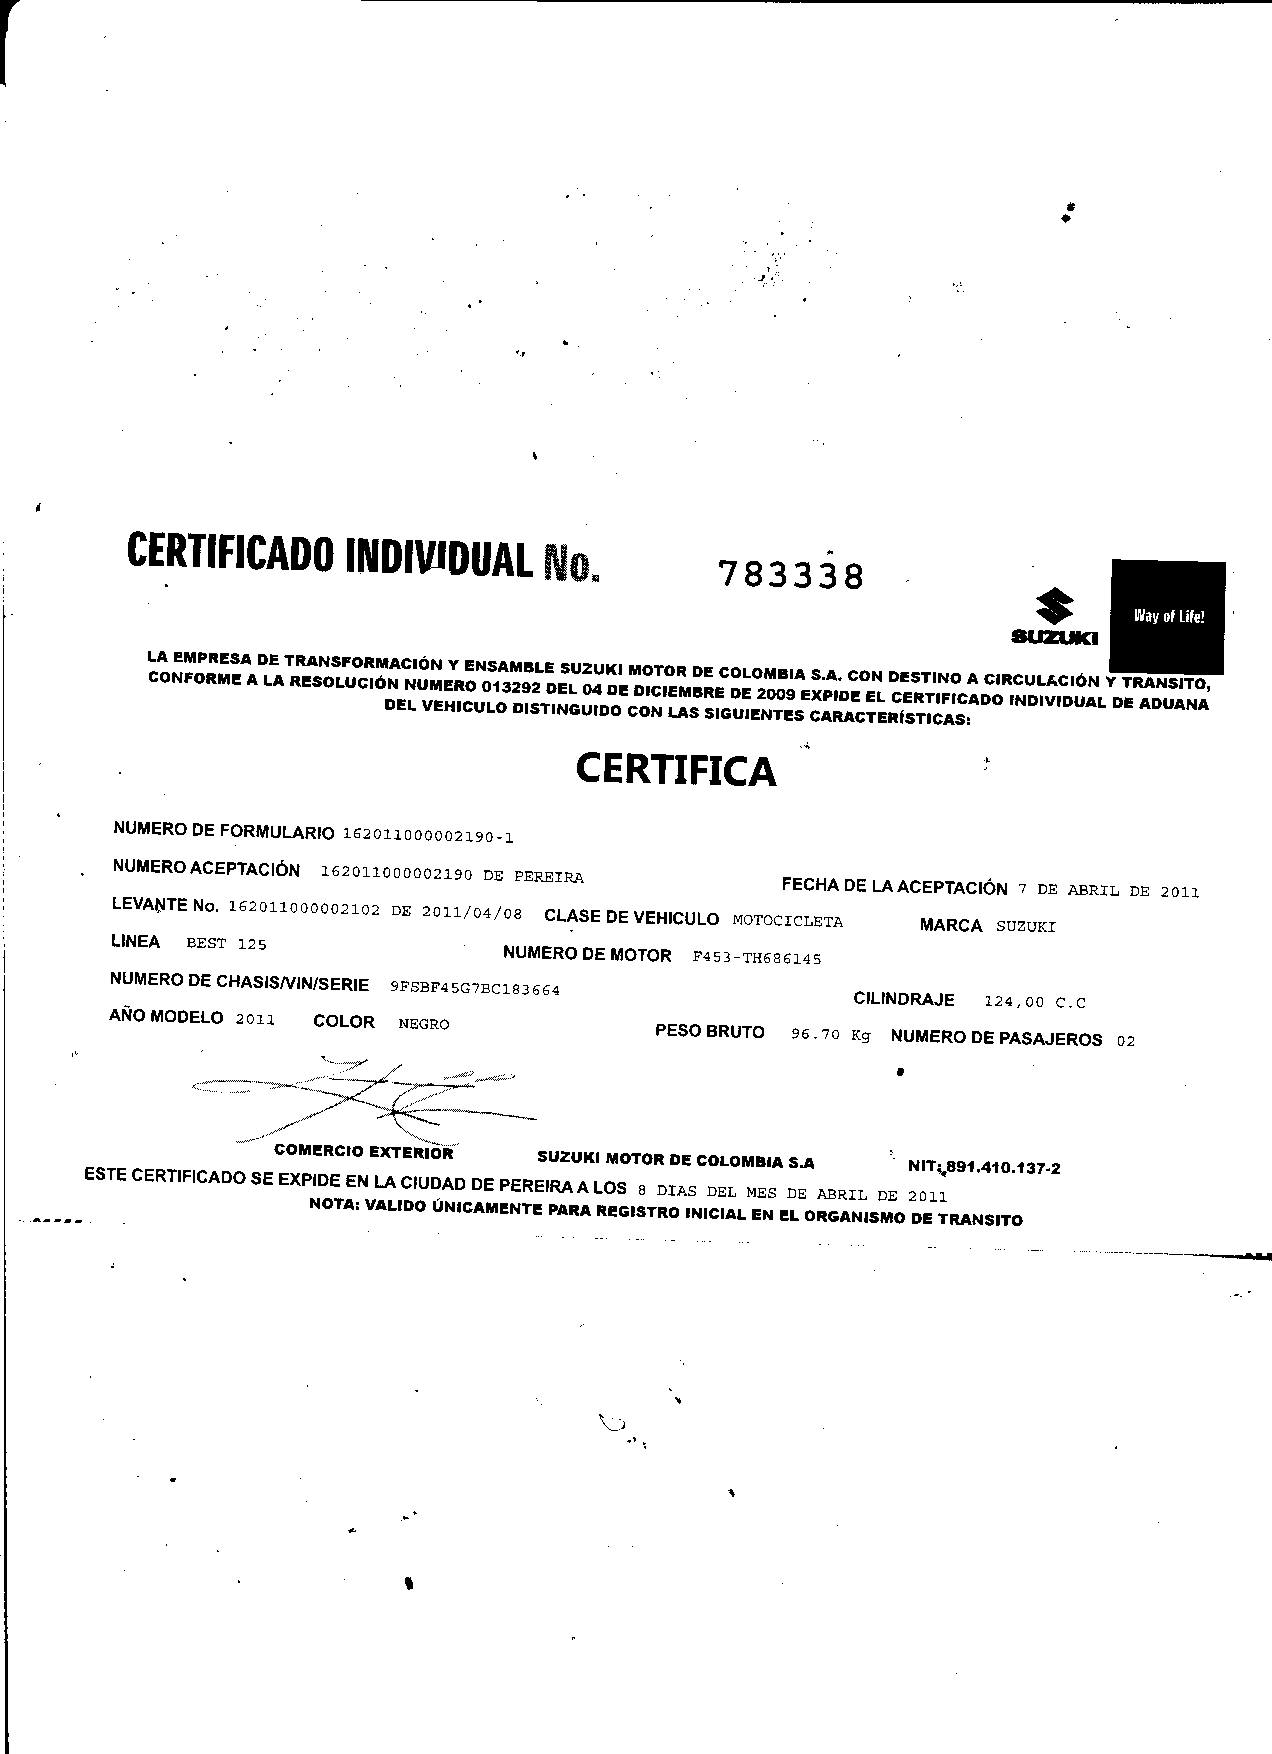 CERTIFICADO INDIVIDUAL No. 783338
SUZUKI
Way of Life!
LA EMPRESA DE TRANSFORMACIÓN Y ENSAMBLE SUZUKI MOTOR DE COLOMBIA S.A. CON DESTINO A CIRCULACIÓN Y TRANSITO,
CONFORME A LA RESOLUCIÓN NUMERO 013292 DEL 04 DE DICIEMBRE DE 2009 EXPIDE EL CERTIFICADO INDIVIDUAL DE ADUANA
DEL VEHICULO DISTINGUIDO CON LAS SIGUIENTES CARACTERÍSTICAS:
CERTIFICA
NUMERO DE FORMULARIO 162011000002190-1
NUMERO ACEPTACIÓN 162011000002190 DE PEREIRA FECHA DE LA ACEPTACIÓN 7 DE ABRIL DE 2011
LEVANTE No. 162011000002102 DE 2011/04/08 CLASE DE VEHICULO MOTOCICLETA MARCA SUZUKI
LINEA BEST 125 NUMERO DE MOTOR F453-TH686145
NUMERO DE CHASIS/VIN/SERIE 9FSBF45G7BC183664 CILINDRAJE 124,00 C.C
AÑO MODELO 2011 COLOR NEGRO PESO BRUTO 96.70 Kg NUMERO DE PASAJEROS 02
COMERCIO EXTERIOR SUZUKI MOTOR DE COLOMBIA S.A NIT:891.410.137-2
ESTE CERTIFICADO SE EXPIDE EN LA CIUDAD DE PEREIRA A LOS 8 DIAS DEL MES DE ABRIL DE 2011
NOTA: VALIDO ÚNICAMENTE PARA REGISTRO INICIAL EN EL ORGANISMO DE TRANSITO